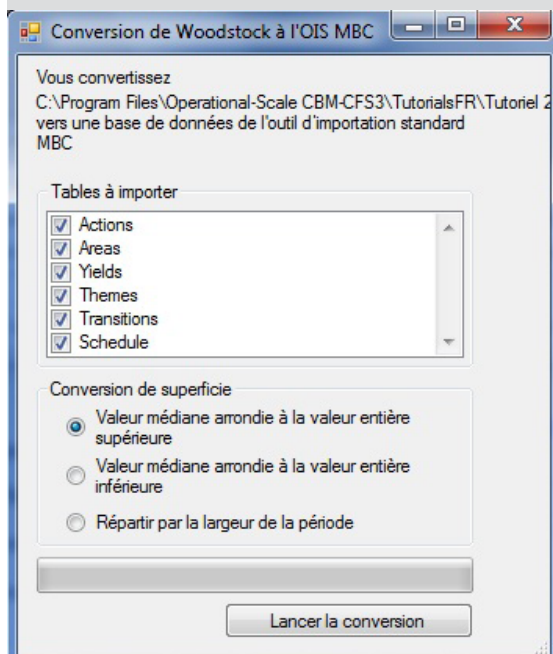 Conversion de Woodstock à l'OIS MBC
Vous convertissez
C:\Program Files\Operational-Scale CBM-CFS3\TutorialsFR\Tutoriel 2
vers une base de données de l'outil d'importation standard
MBC
Tables à importer
Actions
Areas
Yields
Themes
Transitions
Schedule
Conversion de superficie
Valeur médiane arrondie à la valeur entière
supérieure
Valeur médiane arrondie à la valeur entière
inférieure
Répartir par la largeur de la période
Lancer la conversion